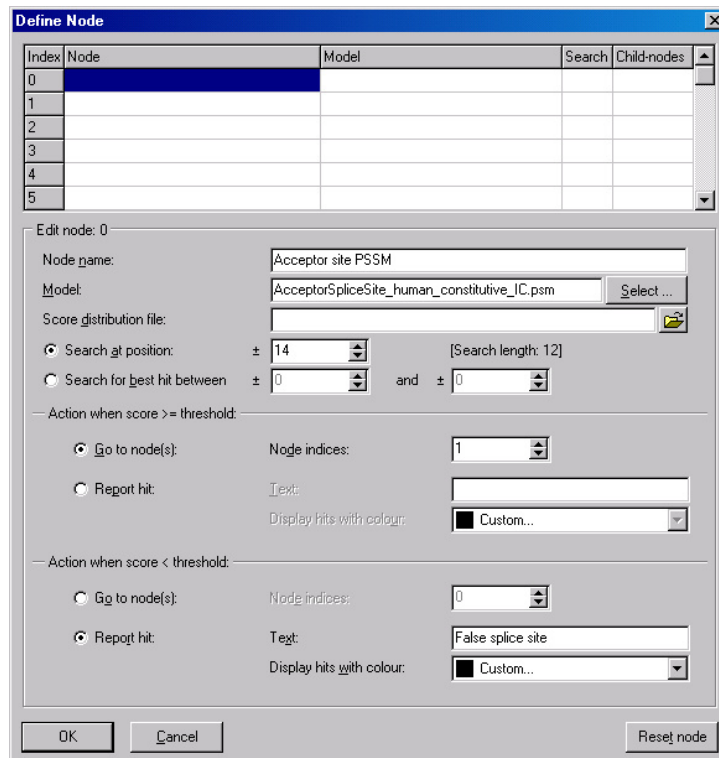 Define Node
Index Node Model Search Child-nodes
0
1
2
3
4
5
Edit node: 0
Node name: Acceptor site PSSM
Model: AcceptorSpliceSite_human_constitutive_IC.psm Select ...
Score distribution file:
Search at position: ± 14 [Search length: 12]
Search for best hit between ± 0 and ± 0
Action when score >= threshold:
Go to node(s): Node indices: 1
Report hit: Text:
Display hits with colour: Custom...
Action when score < threshold:
Go to node(s): Node indices: 0
Report hit: Text: False splice site
Display hits with colour: Custom...
OK Cancel Reset node